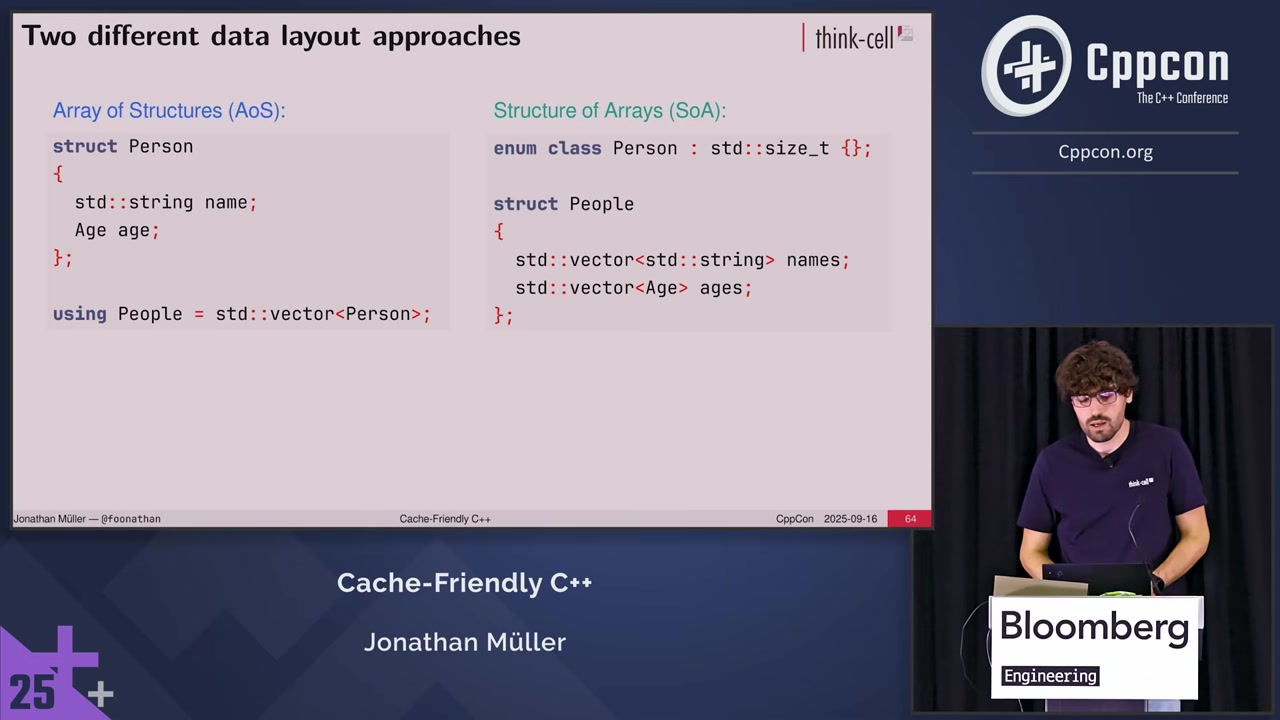 Two different data layout approaches
think-cell
Array of Structures (AoS):
struct Person
{
  std::string name;
  Age age;
};
using People = std::vector<Person>;
Structure of Arrays (SoA):
enum class Person : std::size_t {};
struct People
{
  std::vector<std::string> names;
  std::vector<Age> ages;
};
Jonathan Müller — @foonathan
Cache-Friendly C++
CppCon 2025-09-16 64
Cppcon
The C++ Conference
Cppcon.org
think-cell
Bloomberg
Engineering
Cache-Friendly C++
Jonathan Müller
25